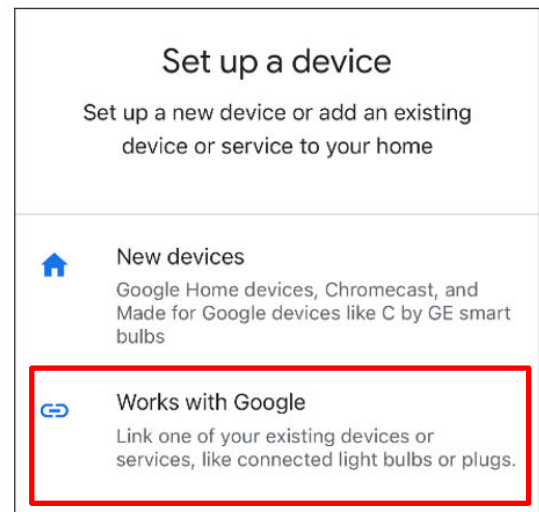 Set up a device
Set up a new device or add an existing
device or service to your home
New devices
Google Home devices, Chromecast, and
Made for Google devices like C by GE smart
bulbs
Works with Google
Link one of your existing devices or
services, like connected light bulbs or plugs.